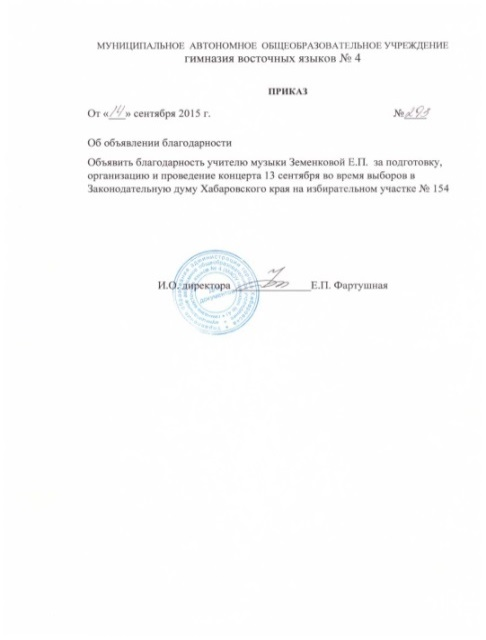 МУНИЦИПАЛЬНОЕ АВТОНОМНОЕ ОБЩЕОБРАЗОВАТЕЛЬНОЕ УЧРЕЖДЕНИЕ
гимназия восточных языков № 4
ПРИКАЗ
От «14» сентября 2015 г. №
Об объявлении благодарности
Объявить благодарность учителю музыки Земенковой Е.П. за подготовку,
организацию и проведение концерта 13 сентября во время выборов в
Законодательную думу Хабаровского края на избирательном участке № 154
И.О. директора Е.П. Фартушная